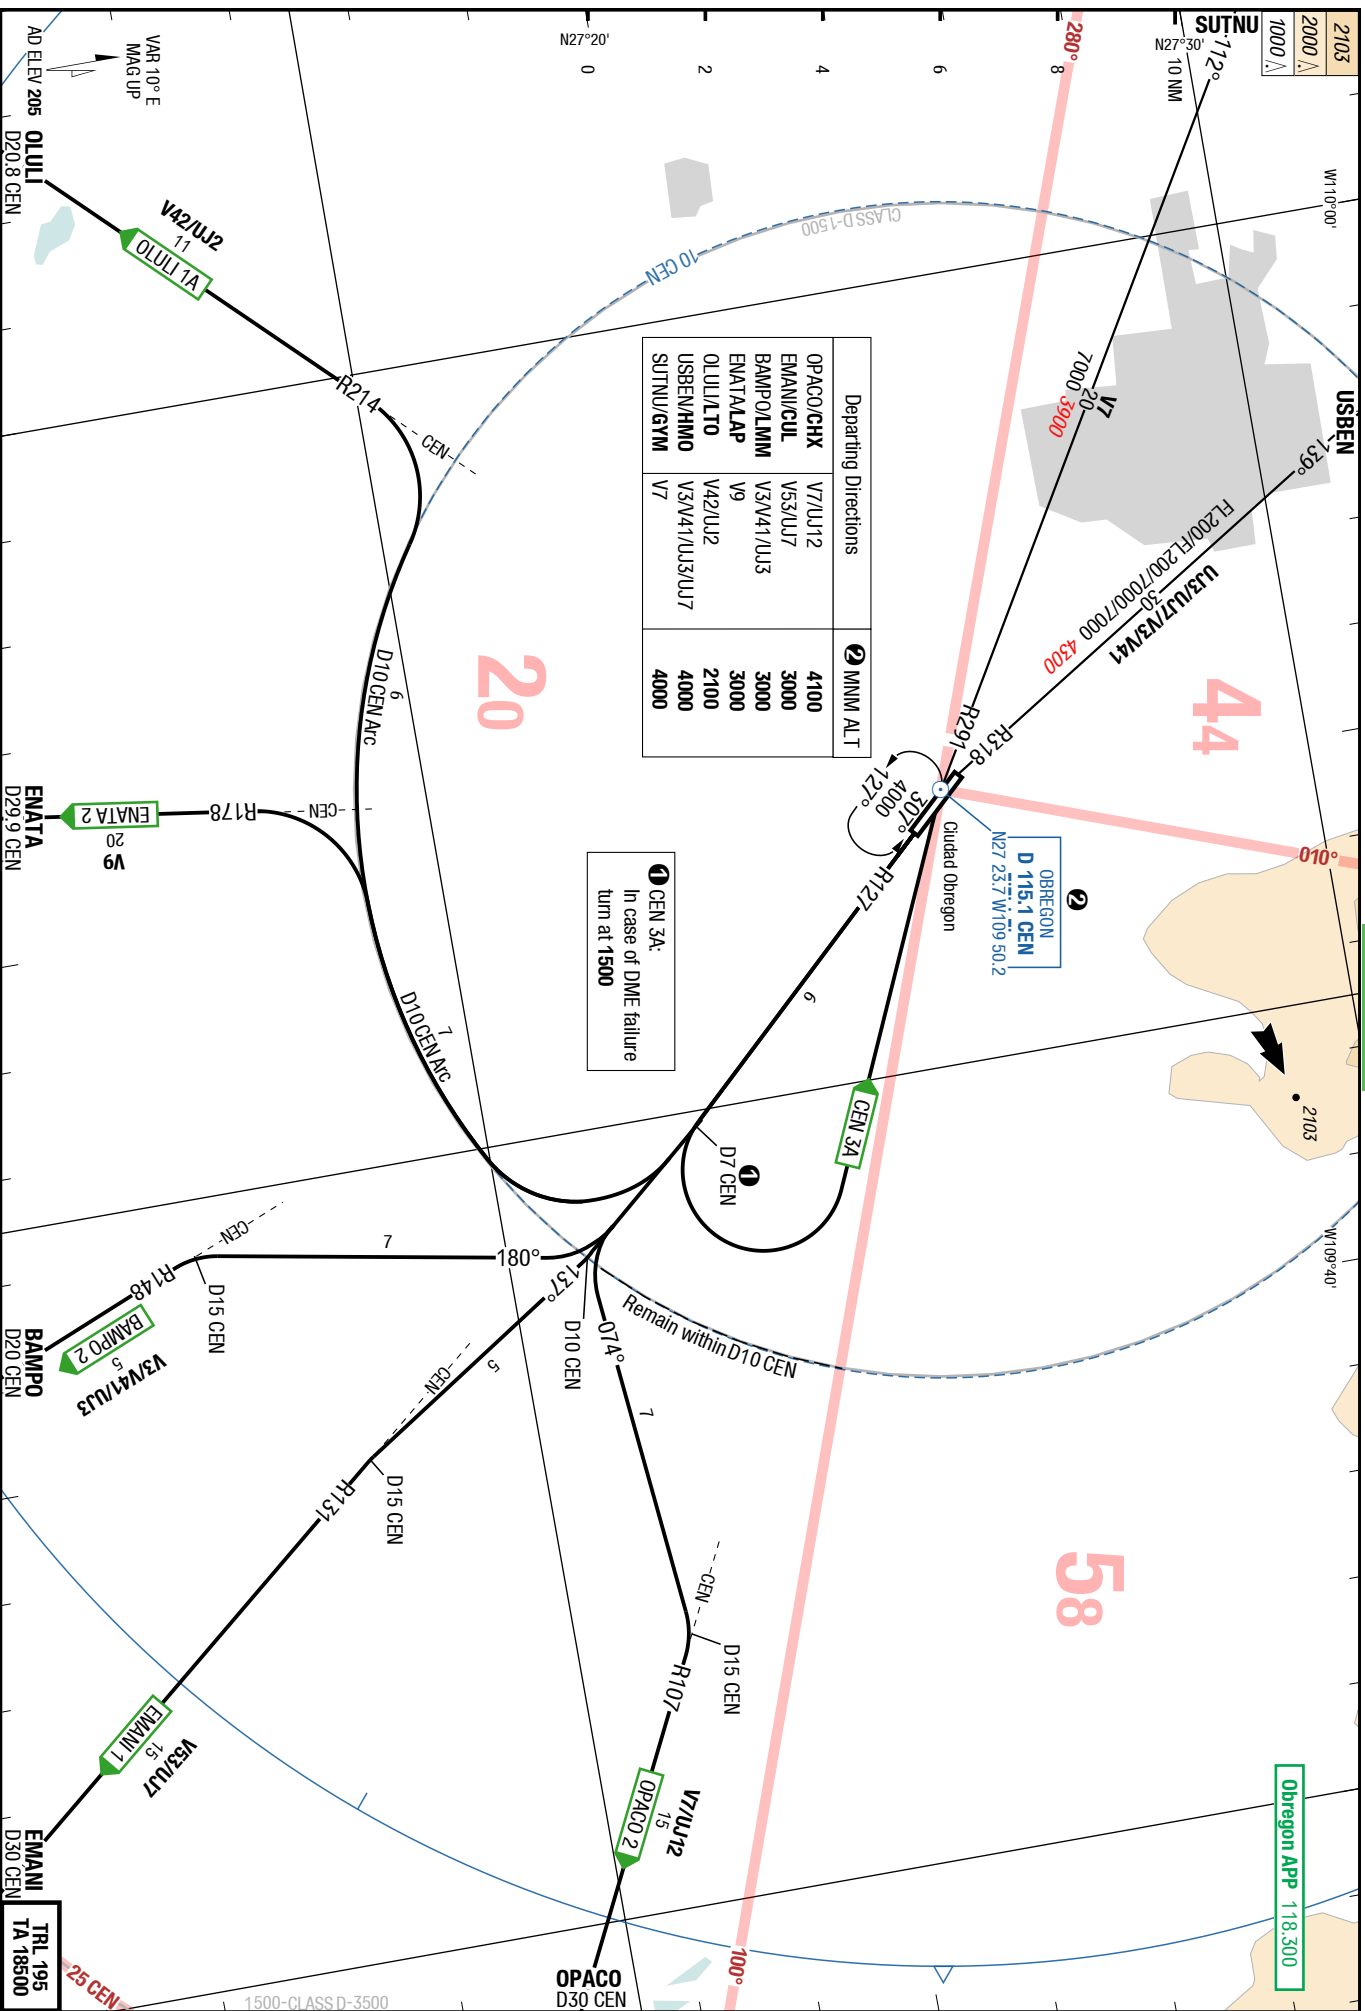 2103
2000
1000
SUTNU
112°
N27°30'
10 NM
8
6
4
2
0
N27°20'
280°
VAR 10° E
MAG UP
AD ELEV 205
W110°00'
USBEN
139°
FL200/FL200/7000/7000 4300
30
UJ3/UJ7/V3/V41
V7
20
7000 3900
CLASS D-1500
10 CEN
OLULI
D20.8 CEN
V42/UJ2
11
OLULI 1A
R214
CEN
Departing Directions
❷ MNM ALT
OPACO/CHX V7/UJ12 4100
EMANI/CUL V53/UJ7 3000
BAMPO/LMM V3/V41/UJ3 3000
ENATA/LAP V9 3000
OLULI/LTO V42/UJ2 2100
USBEN/HMO V3/V41/UJ3/UJ7 4000
SUTNU/GYM V7 4000
44
20
58
R318
R291
307°
4000
127°
R127
Ciudad Obregon
❷
OBREGON
D 115.1 CEN
N27 23.7 W109 50.2
010°
2103
6
D10 CEN Arc
ENATA
D29.9 CEN
ENATA 2
20
V9
R178
CEN
❶ CEN 3A:
In case of DME failure
turn at 1500
6
7
D10 CEN Arc
CEN 3A
❶
D7 CEN
W109°40'
Remain within D10 CEN
D10 CEN
180°
137°
074°
7
CEN
D15 CEN
R148
BAMPO 2
5
V3/V41/UJ3
BAMPO
D20 CEN
5
CEN
D15 CEN
R131
EMANI 1
15
V53/UJ7
EMANI
D30 CEN
7
CEN
D15 CEN
R107
V7/UJ12
15
OPACO 2
OPACO
D30 CEN
100°
Obregon APP 118.300
25 CEN
1500-CLASS D-3500
TRL 195
TA 18500